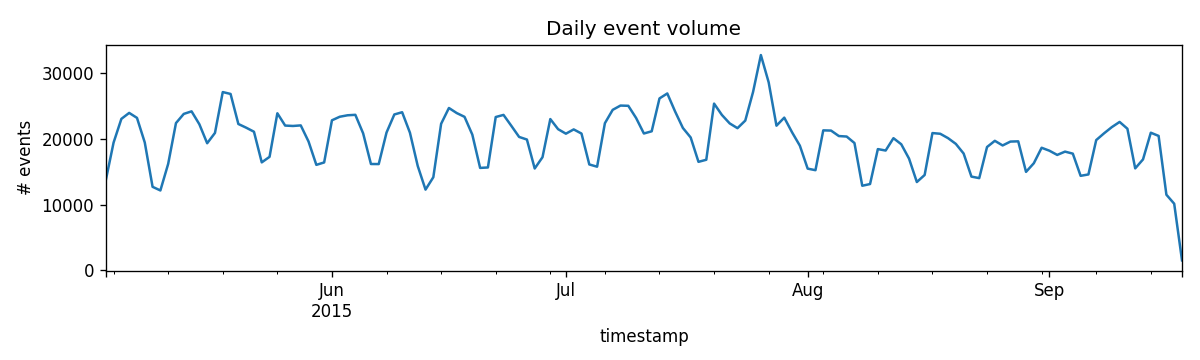 Daily event volume
# events
30000
20000
10000
0
Jun
2015
Jul
Aug
Sep
timestamp